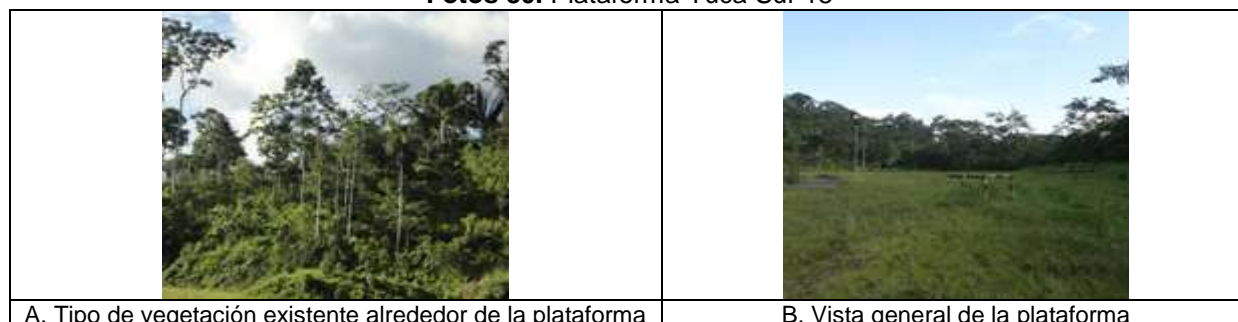 Plataforma Yuca Sur
A. Tipo de vegetación existente alrededor de la plataforma
B. Vista general de la plataforma